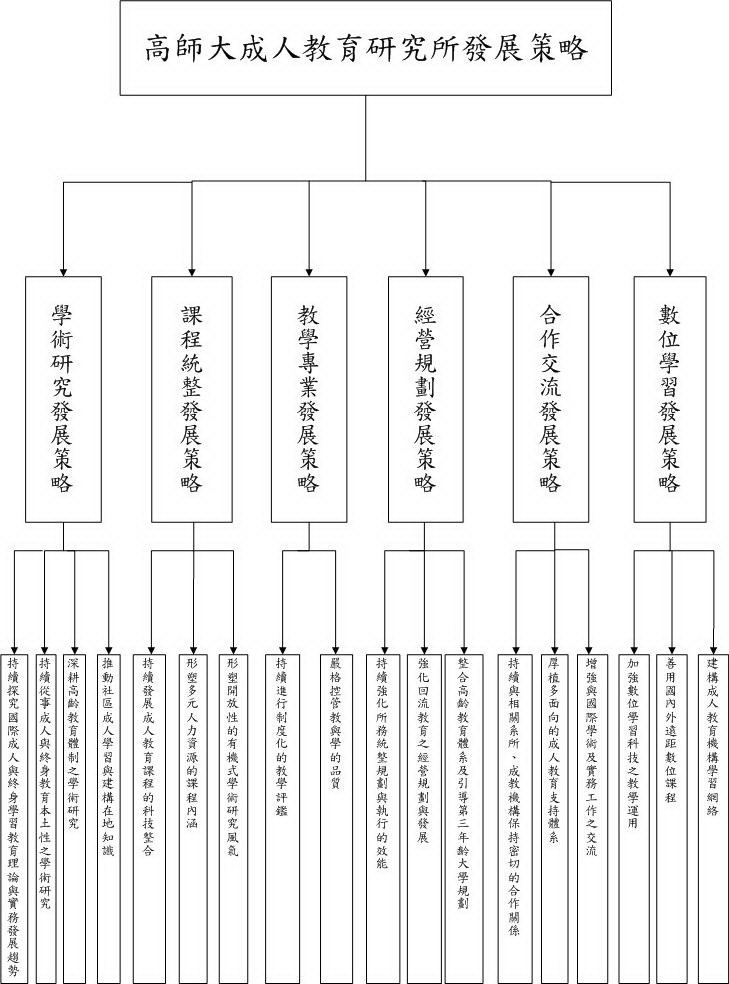 高師大成人教育研究所發展策略
學術研究發展策略
課程統整發展策略
教學專業發展策略
經營規劃發展策略
合作交流發展策略
數位學習發展策略
持續探究國際成人與終身學習教育理論與實務發展趨勢
持續從事成人與終身教育本土性之學術研究
深耕高齡教育體制之學術研究
推動社區成人學習與建構在地知識
持續發展成人教育課程的科技整合
形塑多元人力資源的課程內涵
形塑開放性的有機式學術研究風氣
持續進行制度化的教學評鑑
嚴格控管教與學的品質
持續強化所務統整規劃與執行的效能
強化回流教育之經營規劃與發展
整合高齡教育體系及引導第三年齡大學規劃
持續與相關系所、成教機構保持密切的合作關係
厚植多面向的成人教育支持體系
增強與國際學術及實務工作之交流
加強數位學習科技之教學運用
善用國內外遠距數位課程
建構成人教育機構學習網絡